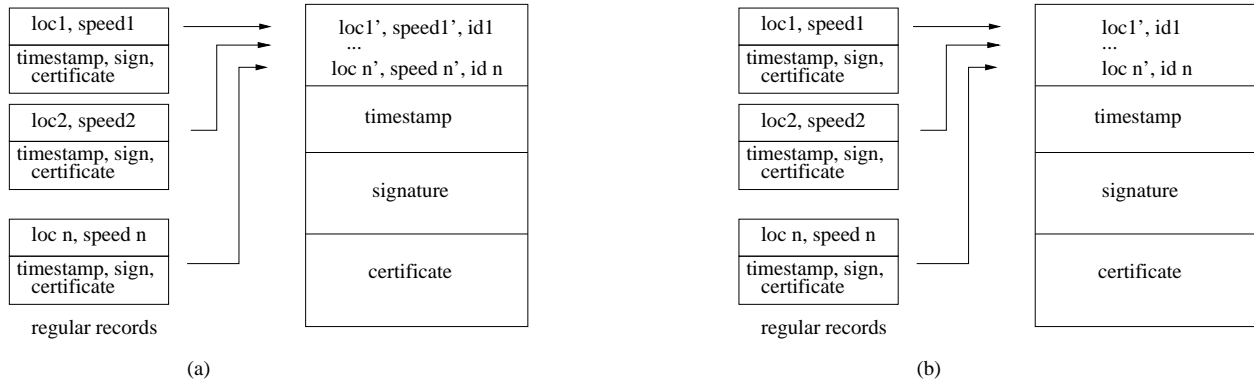 loc1, speed1
timestamp, sign,
certificate
loc2, speed2
timestamp, sign,
certificate
loc n, speed n
timestamp, sign,
certificate
regular records
loc1’, speed1’, id1
...
loc n’, speed n’, id n
timestamp
signature
certificate
(a)
loc1, speed1
timestamp, sign,
certificate
loc2, speed2
timestamp, sign,
certificate
loc n, speed n
timestamp, sign,
certificate
regular records
loc1’, id1
...
loc n’, id n
timestamp
signature
certificate
(b)